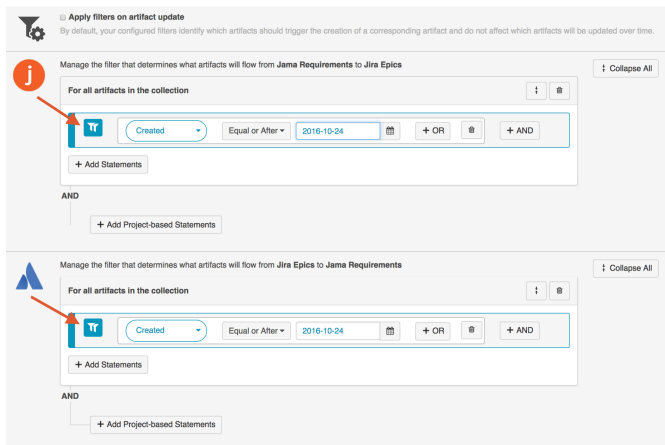 Apply filters on artifact update
By default, your configured filters identify which artifacts should trigger the creation of a corresponding artifact and do not affect which artifacts will be updated over time.
Manage the filter that determines what artifacts will flow from Jama Requirements to Jira Epics
Collapse All
j
For all artifacts in the collection
Created Equal or After 2016-10-24 + OR + AND
+ Add Statements
AND
+ Add Project-based Statements
Manage the filter that determines what artifacts will flow from Jira Epics to Jama Requirements
Collapse All
For all artifacts in the collection
Created Equal or After 2016-10-24 + OR + AND
+ Add Statements
AND
+ Add Project-based Statements